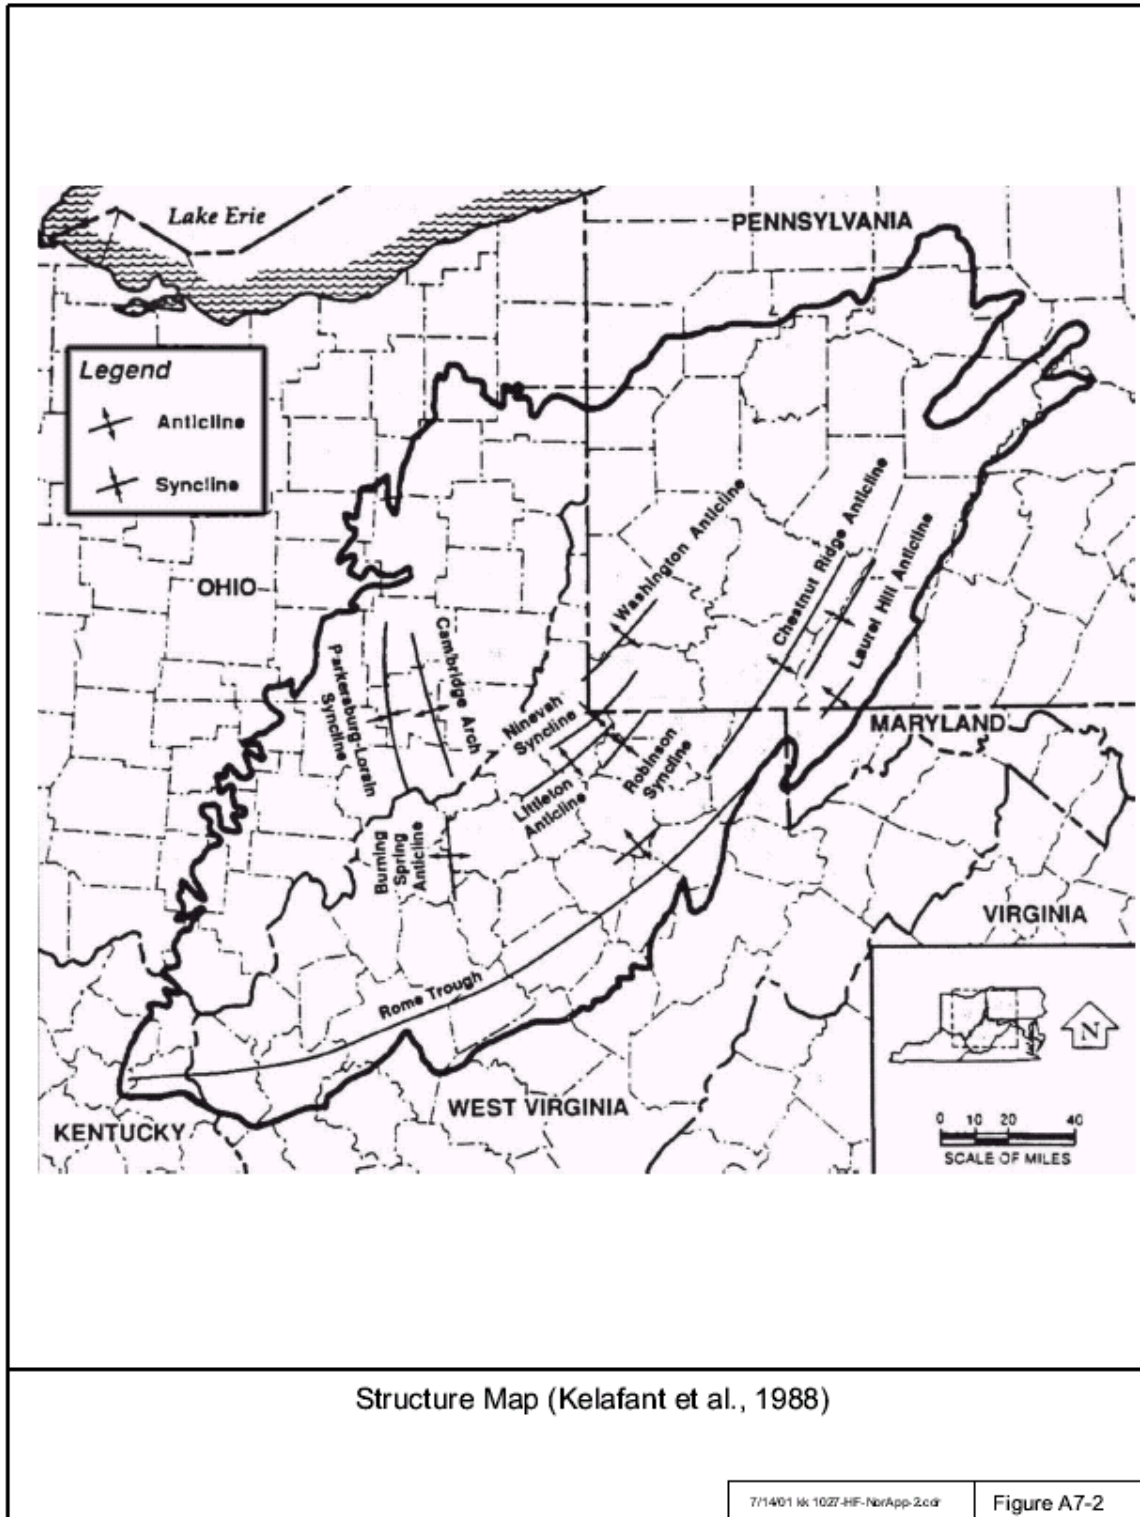 Lake Erie
PENNSYLVANIA
Legend
Anticline
Syncline
OHIO
Washington Anticline
Chestnut Ridge Anticline
Laurel Hill Anticline
Cambridge Arch
Parkersburg-Lorain
Syncline
Ninevah
Syncline
Littleton
Anticline
Robinson
Syncline
MARYLAND
Burning
Spring
Anticline
VIRGINIA
Rome Trough
N
WEST VIRGINIA
KENTUCKY
0 10 20 40
SCALE OF MILES
Structure Map (Kelafant et al., 1988)
7/14/01 kk 1027-HF-NorApp-2.cdr
Figure A7-2